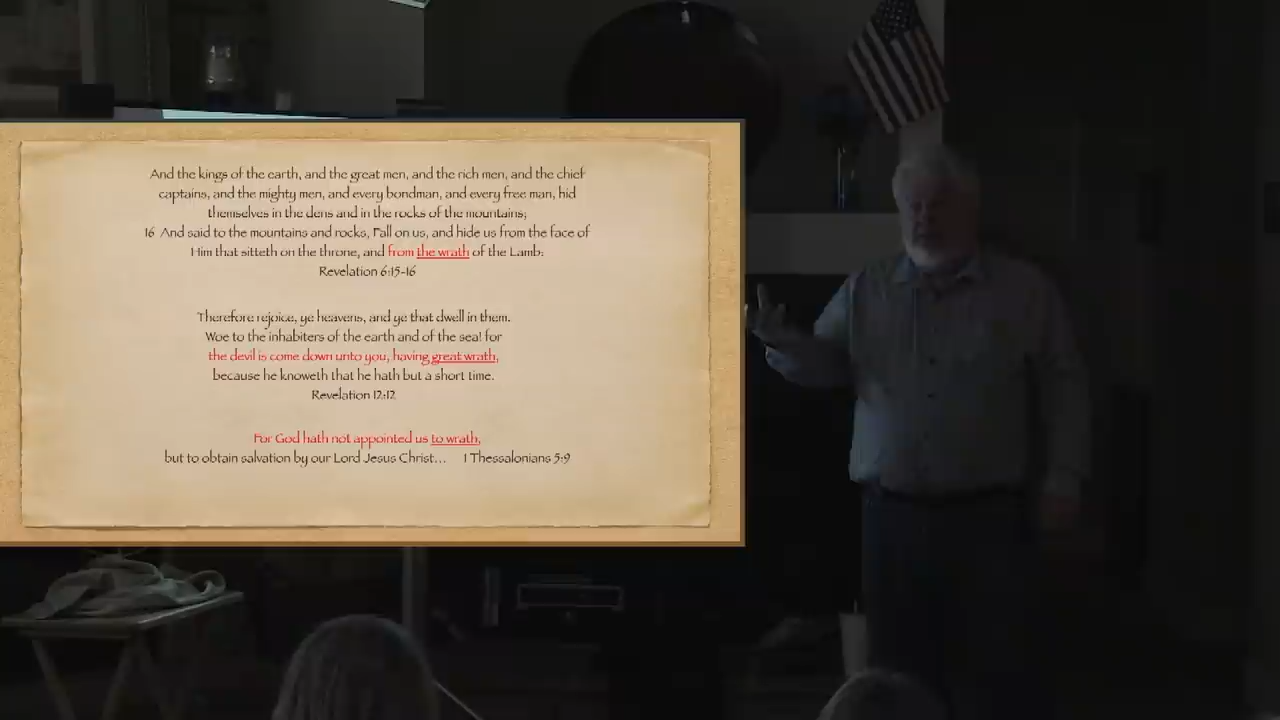 And the kings of the earth, and the great men, and the rich men, and the chief
captains, and the mighty men, and every bondman, and every free man, hid
themselves in the dens and in the rocks of the mountains;
16 And said to the mountains and rocks, Fall on us, and hide us from the face of
Him that sitteth on the throne, and from the wrath of the Lamb:
Revelation 6:15-16
Therefore rejoice, ye heavens, and ye that dwell in them.
Woe to the inhabiters of the earth and of the sea! for
the devil is come down unto you, having great wrath,
because he knoweth that he hath but a short time.
Revelation 12:12
For God hath not appointed us to wrath,
but to obtain salvation by our Lord Jesus Christ... 1 Thessalonians 5:9